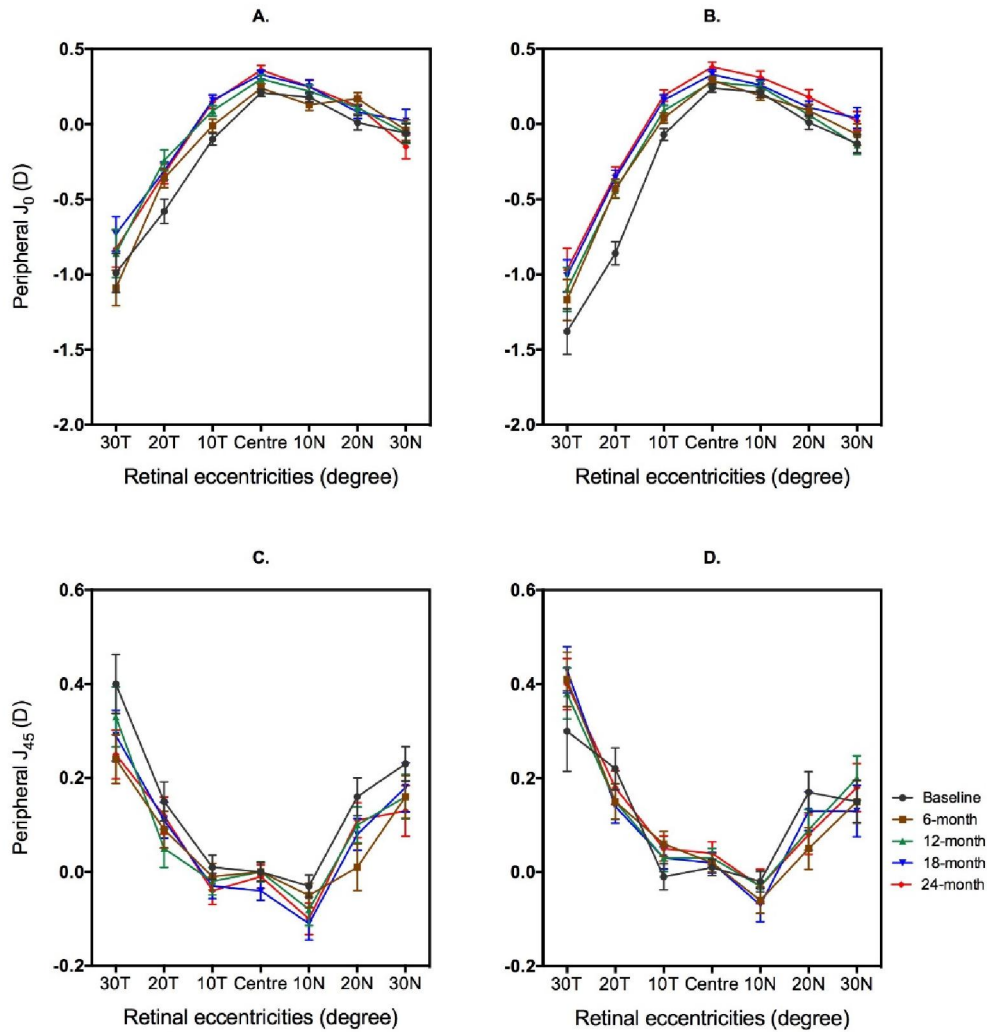 A.
B.
0.5
0.0
-0.5
-1.0
-1.5
-2.0
Peripheral J0 (D)
30T 20T 10T Centre 10N 20N 30N
Retinal eccentricities (degree)
0.5
0.0
-0.5
-1.0
-1.5
-2.0
30T 20T 10T Centre 10N 20N 30N
Retinal eccentricities (degree)
C.
D.
0.6
0.4
0.2
0.0
-0.2
Peripheral J45 (D)
30T 20T 10T Centre 10N 20N 30N
Retinal eccentricities (degree)
0.6
0.4
0.2
0.0
-0.2
30T 20T 10T Centre 10N 20N 30N
Retinal eccentricities (degree)
Baseline
6-month
12-month
18-month
24-month